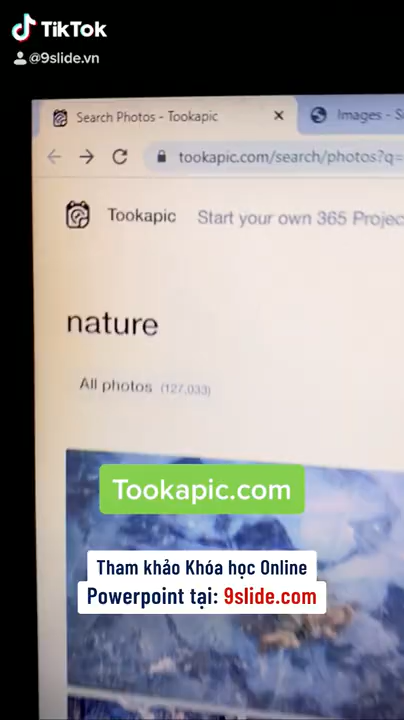 TikTok
@9slide.vn
Search Photos - Tookapic
Images - S
tookapic.com/search/photos?q=
Tookapic Start your own 365 Projec
nature
All photos (127,033)
Tookapic.com
Tham khảo Khóa học Online
Powerpoint tại: 9slide.com